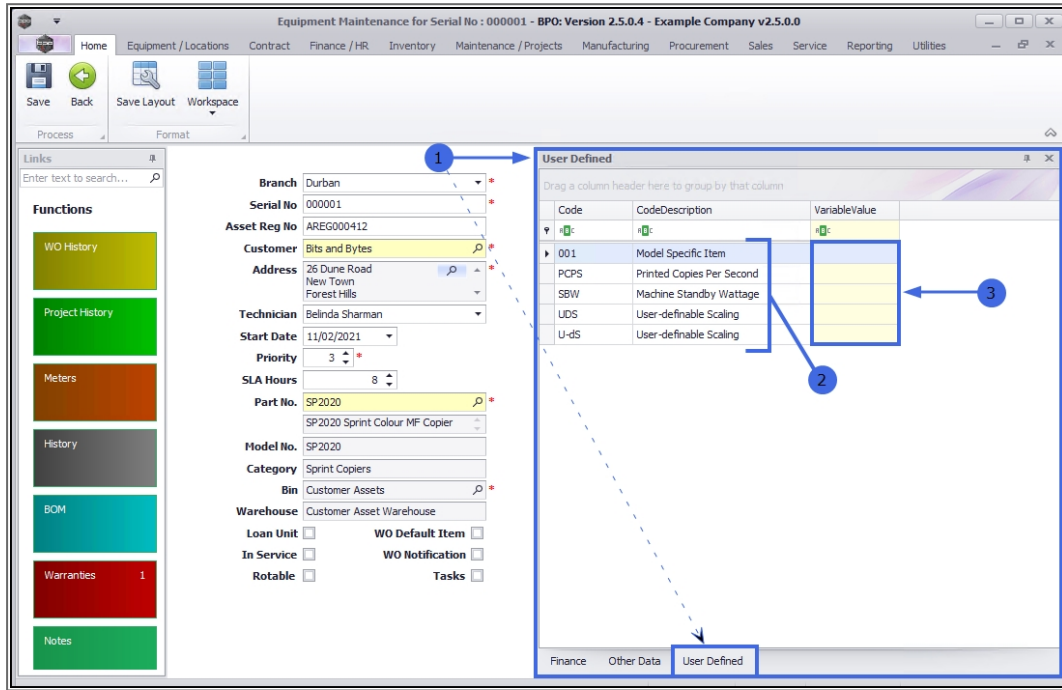 Equipment Maintenance for Serial No : 000001 - BPO: Version 2.5.0.4 - Example Company v2.5.0.0
Home Equipment / Locations Contract Finance / HR Inventory Maintenance / Projects Manufacturing Procurement Sales Service Reporting Utilities
Save Back Save Layout Workspace
Process Format
Links
Enter text to search...
Functions
WO History
Project History
Meters
History
BOM
Warranties 1
Notes
Branch Durban *
Serial No 000001 *
Asset Reg No AREG000412
Customer Bits and Bytes *
Address 26 Dune Road *
New Town
Forest Hills
Technician Belinda Sharman
Start Date 11/02/2021
Priority 3 *
SLA Hours 8
Part No. SP2020 *
SP2020 Sprint Colour MF Copier
Model No. SP2020
Category Sprint Copiers
Bin Customer Assets *
Warehouse Customer Asset Warehouse
Loan Unit WO Default Item
In Service WO Notification
Rotable Tasks
1
User Defined
Drag a column header here to group by that column
Code CodeDescription VariableValue
ABC ABC ABC
001 Model Specific Item
PCPS Printed Copies Per Second
SBW Machine Standby Wattage
UDS User-definable Scaling
U-dS User-definable Scaling
3
2
Finance Other Data User Defined